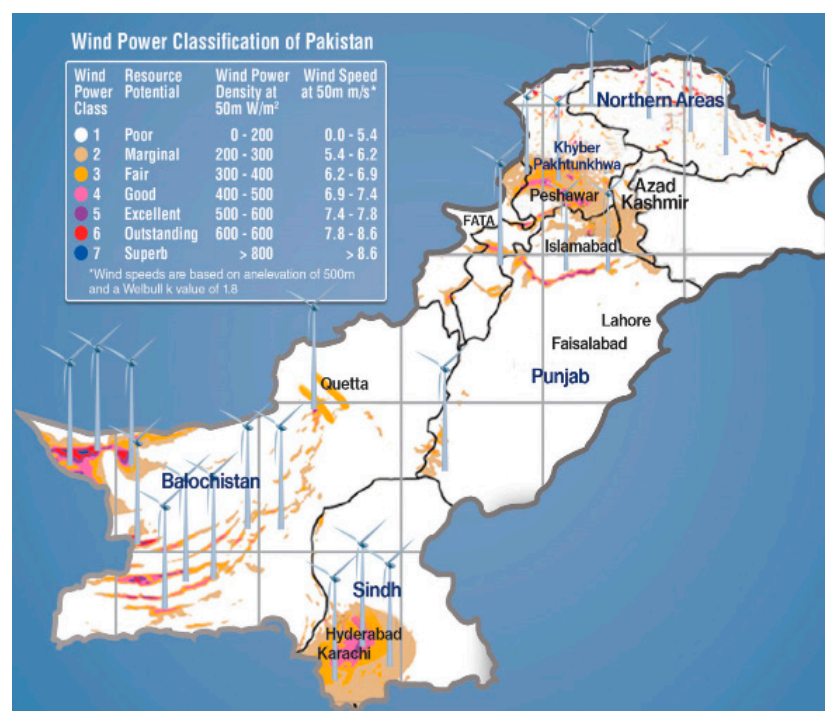 Wind Power Classification of Pakistan
Wind Power Class Resource Potential Wind Power Density at 50m W/m² Wind Speed at 50m m/s*
1 Poor 0 - 200 0.0 - 5.4
2 Marginal 200 - 300 5.4 - 6.2
3 Fair 300 - 400 6.2 - 6.9
4 Good 400 - 500 6.9 - 7.4
5 Excellent 500 - 600 7.4 - 7.8
6 Outstanding 600 - 600 7.8 - 8.6
7 Superb > 800 > 8.6
*Wind speeds are based on anelevation of 500m
and a Welbull k value of 1.8
Northern Areas
Khyber
Pakhtunkhwa
Peshawar
Azad
Kashmir
FATA
Islamabad
Lahore
Faisalabad
Punjab
Quetta
Balochistan
Sindh
Hyderabad
Karachi